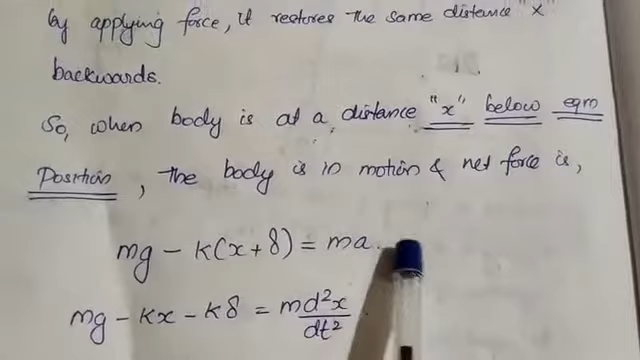 by applying force, it restores the same distance "x"
backwards.
So, when body is at a distance "x" below eqm
Position, the body is in motion & net force is,
mg - K(x+δ) = ma.
mg - Kx - Kδ = md²x/dt²